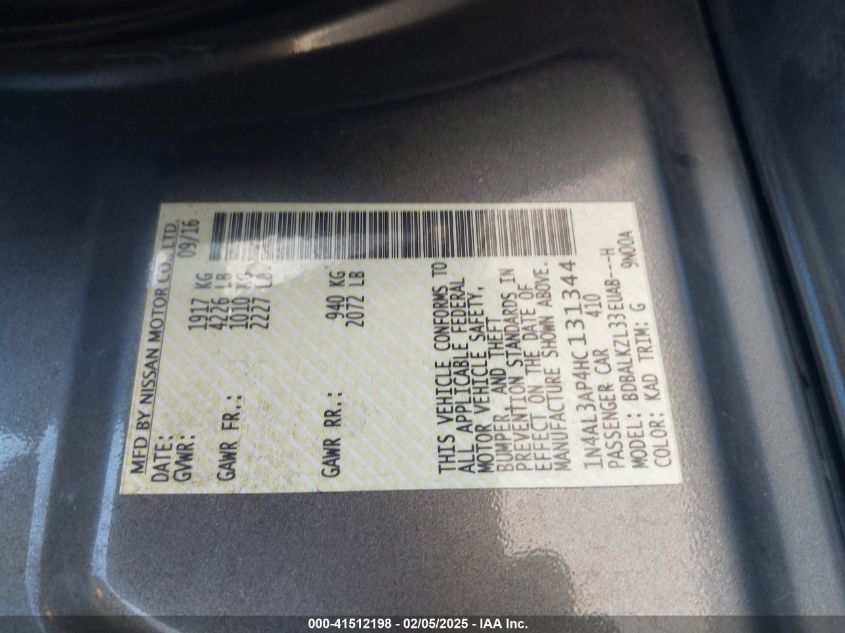 MFD BY NISSAN MOTOR CO., LTD.
DATE: 09/16
GVWR: 1917 KG
4226 LB
GAWR FR.: 1010 KG
2227 LB
GAWR RR.: 940 KG
2072 LB
THIS VEHICLE CONFORMS TO
ALL APPLICABLE FEDERAL
MOTOR VEHICLE SAFETY,
BUMPER, AND THEFT
PREVENTION STANDARDS IN
EFFECT ON THE DATE OF
MANUFACTURE SHOWN ABOVE.
1N4AL3AP4HC131344
PASSENGER CAR 410
MODEL: BDBALKZL33EUAB---H
COLOR: KAD TRIM: G 9N00A
000-41512198 - 02/05/2025 - IAA Inc.